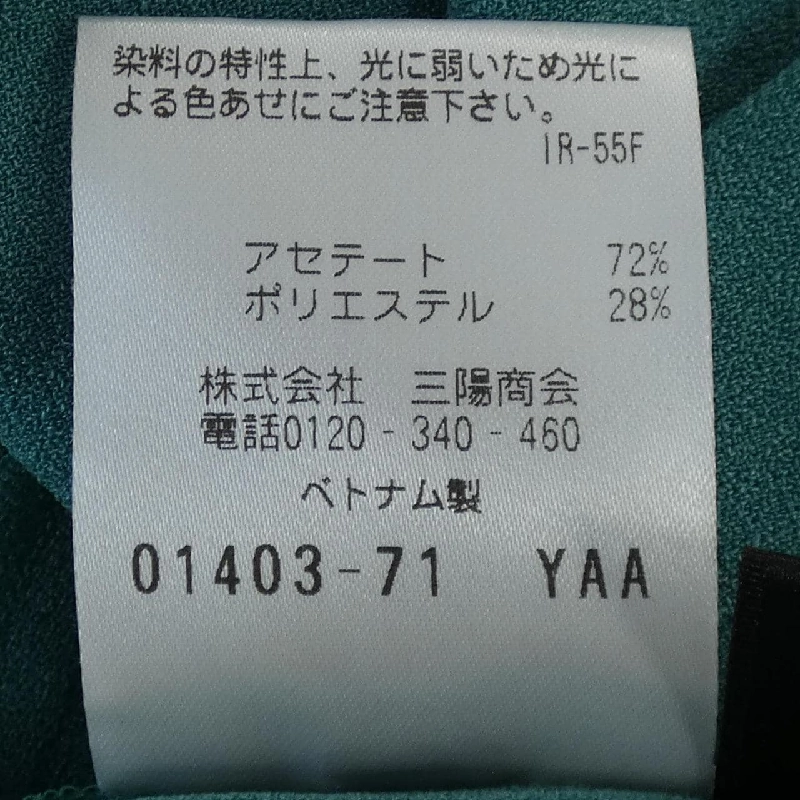 染料の特性上、光に弱いため光に
よる色あせにご注意下さい。
IR-55F
アセテート 72%
ポリエステル 28%
株式会社 三陽商会
電話0120-340-460
ベトナム製
01403-71 YAA